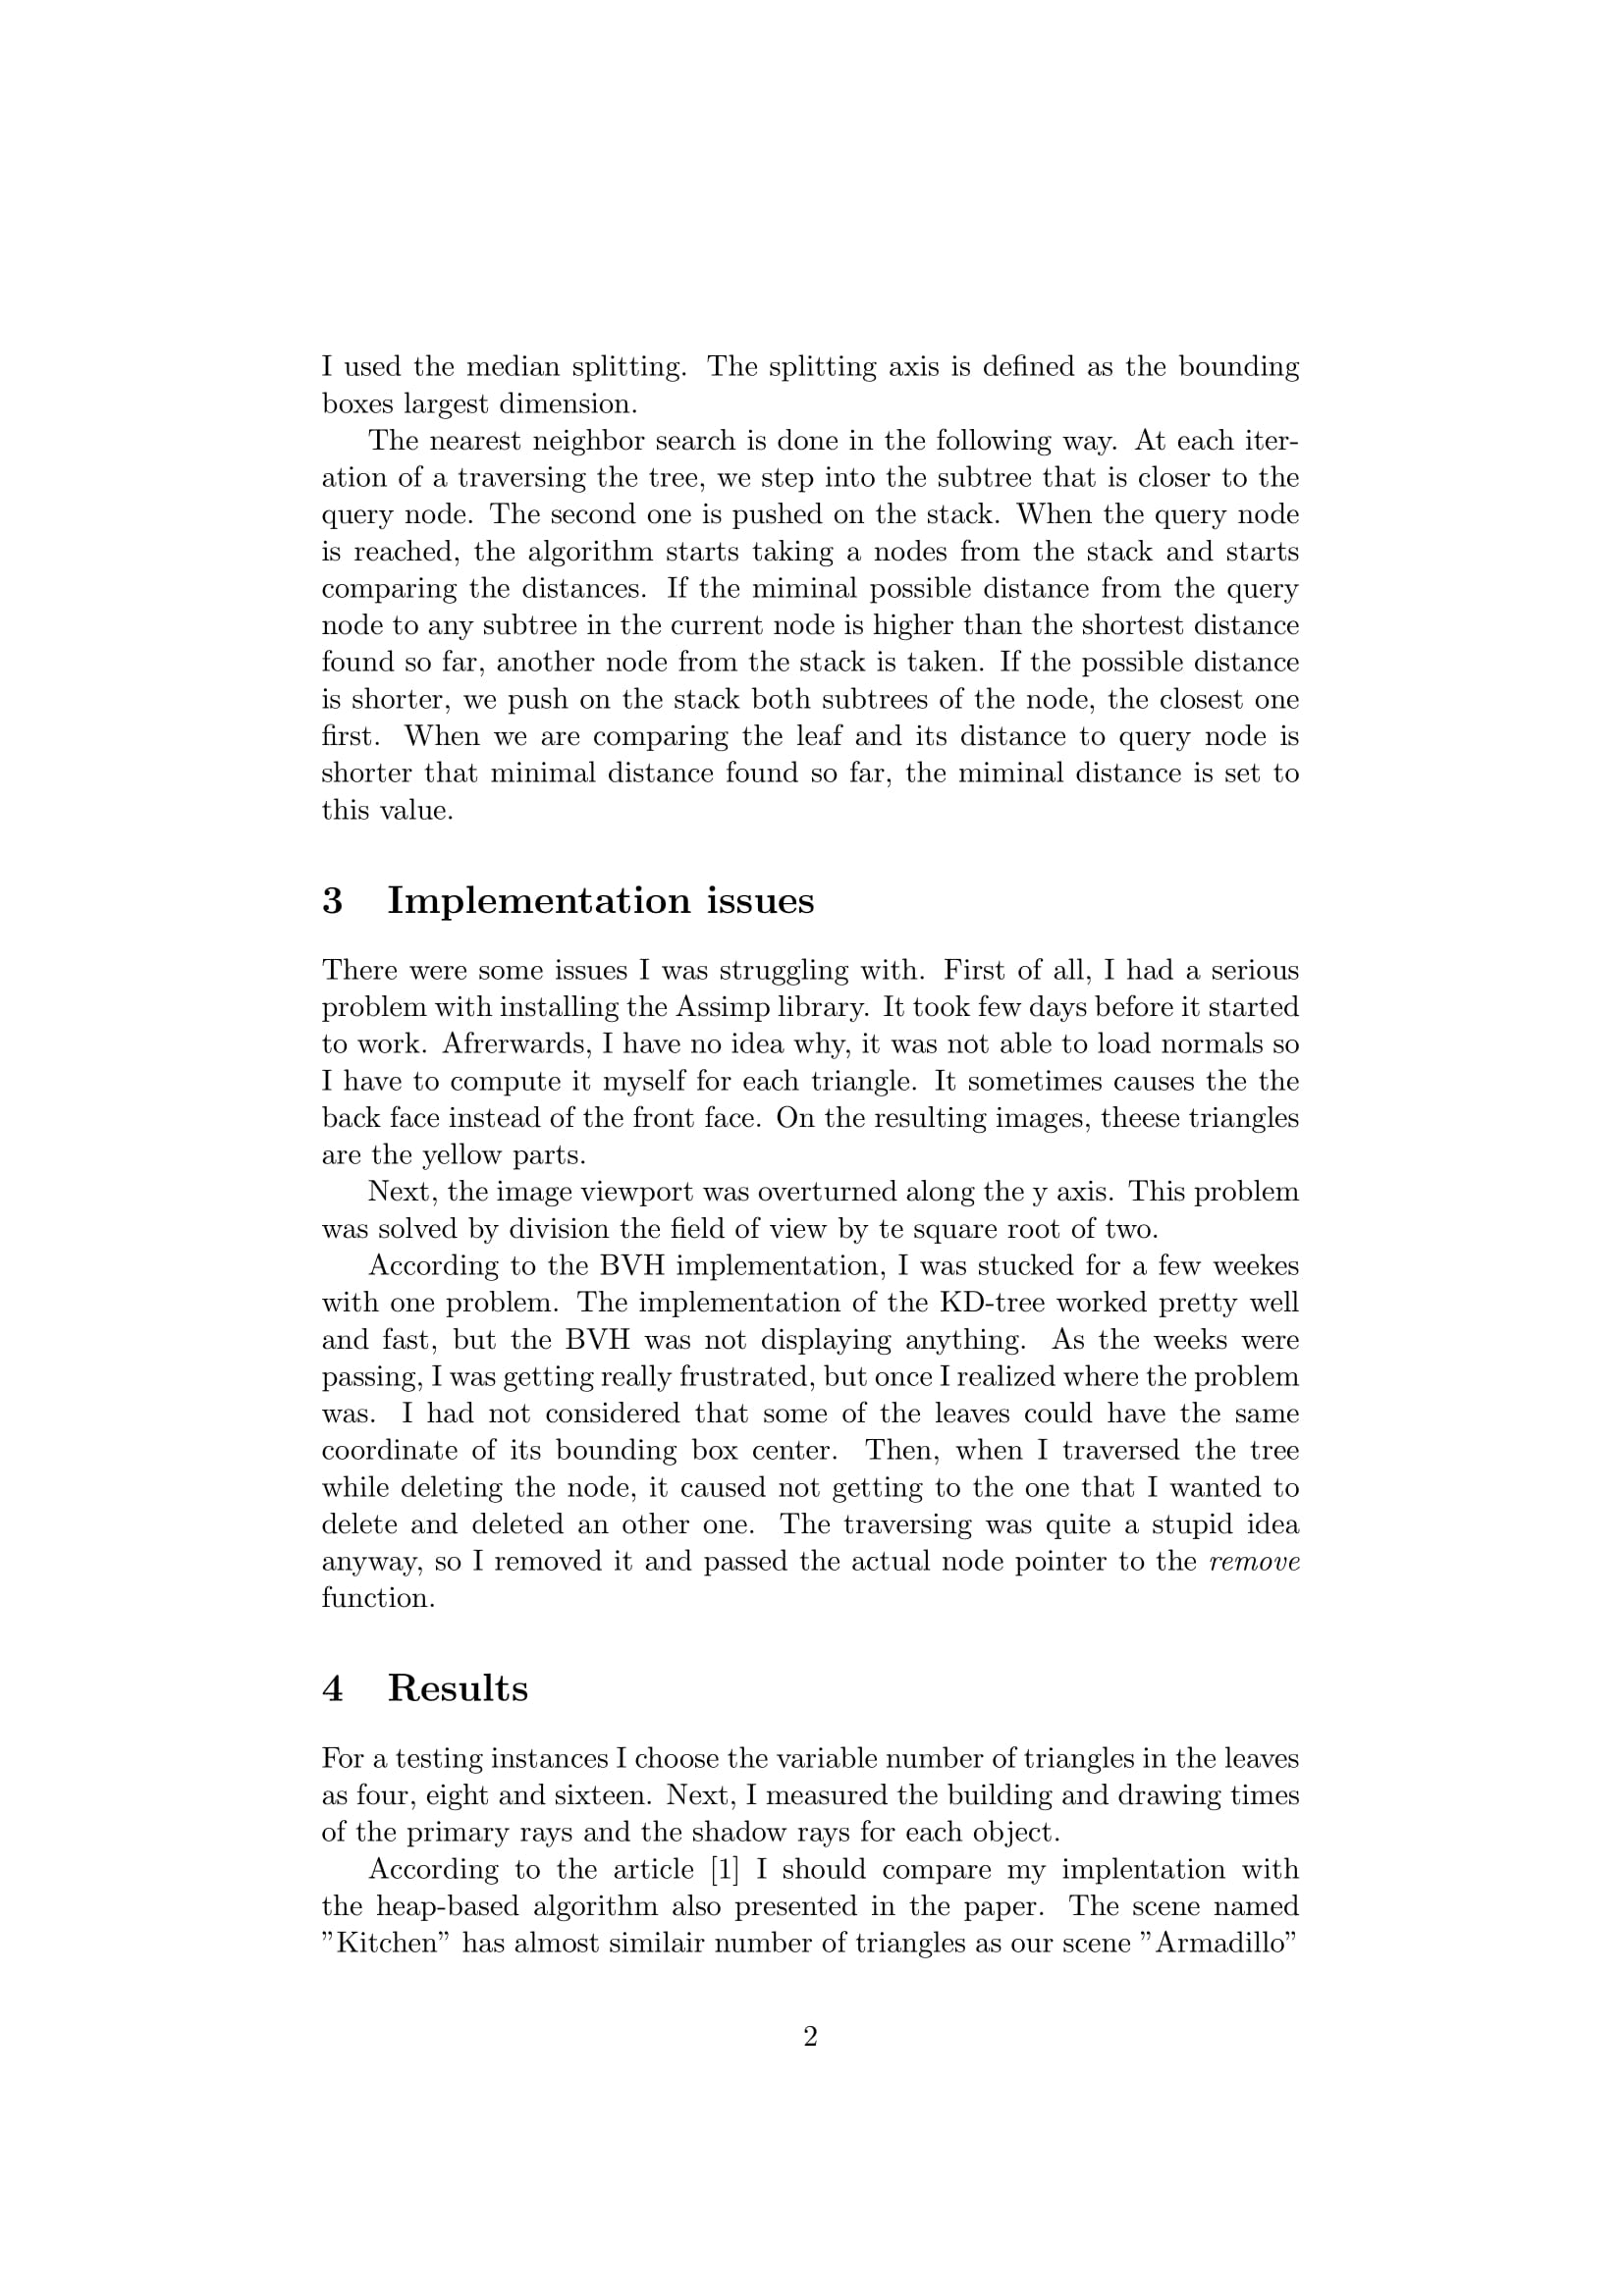 I used the median splitting. The splitting axis is defined as the bounding
boxes largest dimension.
The nearest neighbor search is done in the following way. At each iter-
ation of a traversing the tree, we step into the subtree that is closer to the
query node. The second one is pushed on the stack. When the query node
is reached, the algorithm starts taking a nodes from the stack and starts
comparing the distances. If the miminal possible distance from the query
node to any subtree in the current node is higher than the shortest distance
found so far, another node from the stack is taken. If the possible distance
is shorter, we push on the stack both subtrees of the node, the closest one
first. When we are comparing the leaf and its distance to query node is
shorter that minimal distance found so far, the miminal distance is set to
this value.
3 Implementation issues
There were some issues I was struggling with. First of all, I had a serious
problem with installing the Assimp library. It took few days before it started
to work. Afrerwards, I have no idea why, it was not able to load normals so
I have to compute it myself for each triangle. It sometimes causes the the
back face instead of the front face. On the resulting images, theese triangles
are the yellow parts.
Next, the image viewport was overturned along the y axis. This problem
was solved by division the field of view by te square root of two.
According to the BVH implementation, I was stucked for a few weekes
with one problem. The implementation of the KD-tree worked pretty well
and fast, but the BVH was not displaying anything. As the weeks were
passing, I was getting really frustrated, but once I realized where the problem
was. I had not considered that some of the leaves could have the same
coordinate of its bounding box center. Then, when I traversed the tree
while deleting the node, it caused not getting to the one that I wanted to
delete and deleted an other one. The traversing was quite a stupid idea
anyway, so I removed it and passed the actual node pointer to the remove
function.
4 Results
For a testing instances I choose the variable number of triangles in the leaves
as four, eight and sixteen. Next, I measured the building and drawing times
of the primary rays and the shadow rays for each object.
According to the article [1] I should compare my implentation with
the heap-based algorithm also presented in the paper. The scene named
”Kitchen” has almost similair number of triangles as our scene ”Armadillo”
2